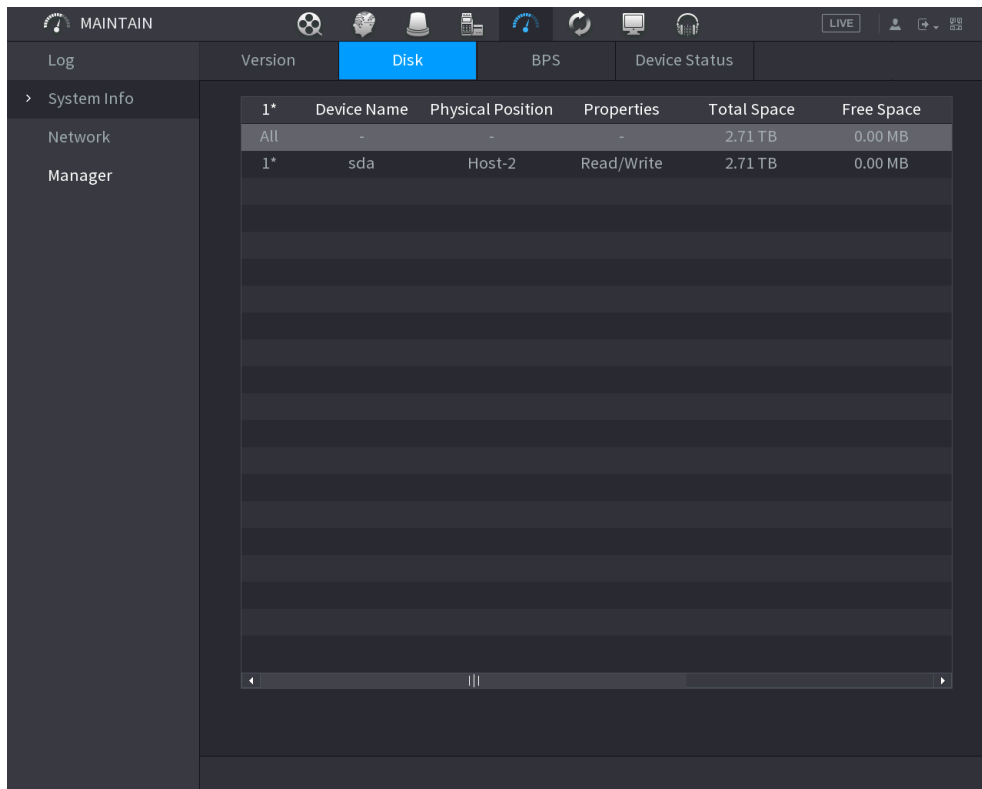 MAINTAIN LIVE
Log
System Info
Network
Manager
Version Disk BPS Device Status
1* Device Name Physical Position Properties Total Space Free Space
All - - - 2.71 TB 0.00 MB
1* sda Host-2 Read/Write 2.71 TB 0.00 MB